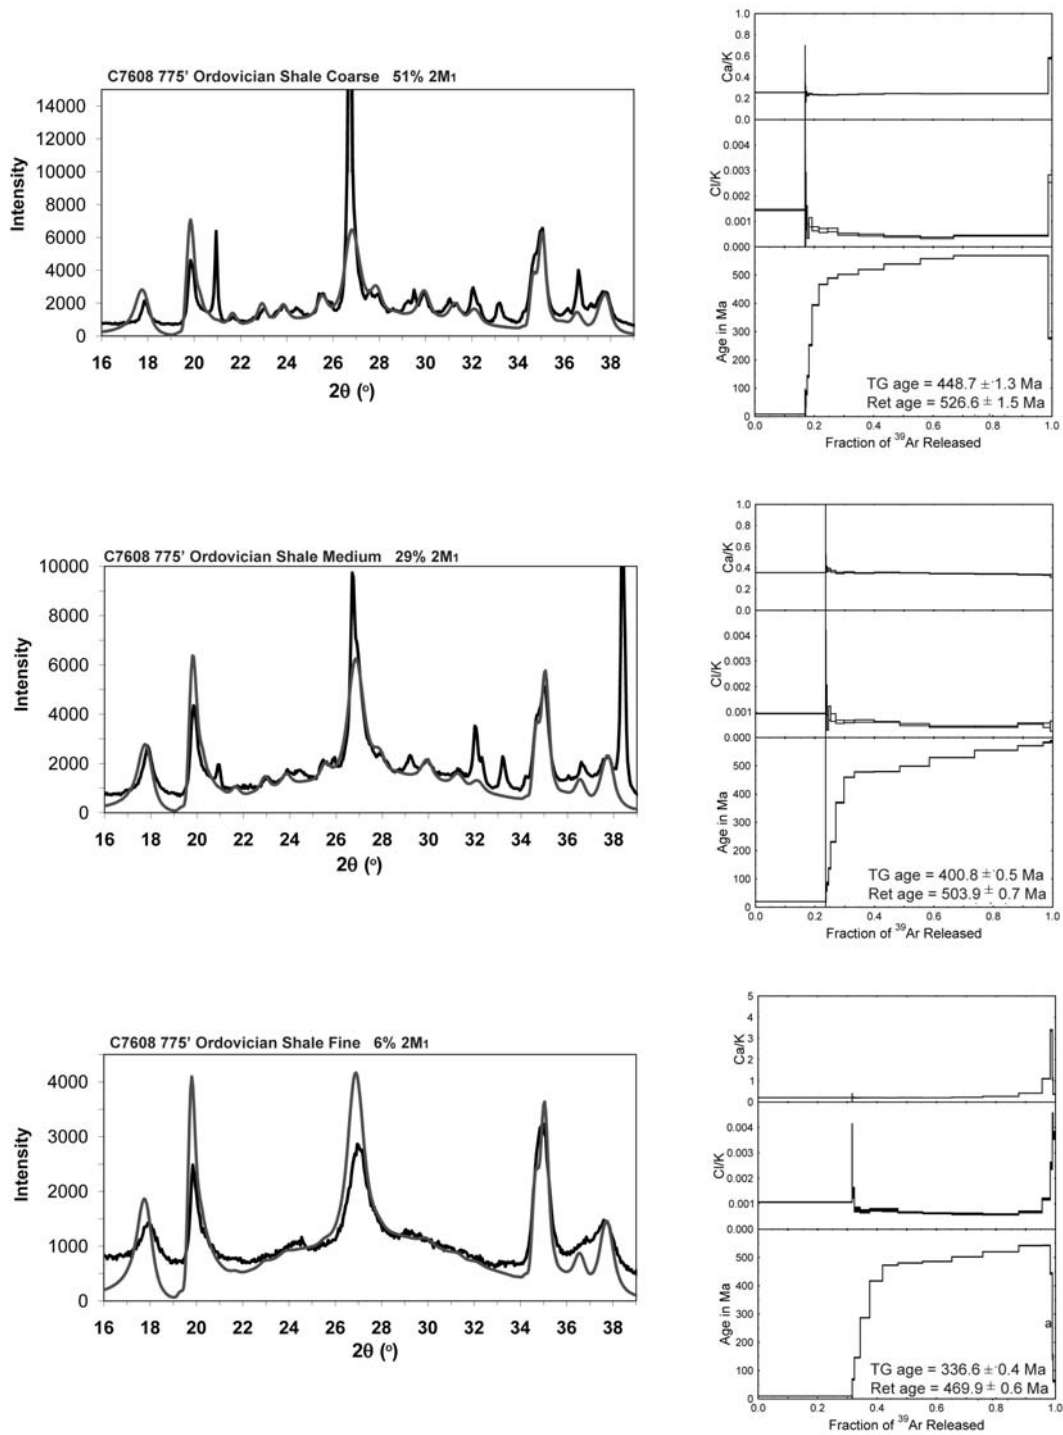 C7608 775’ Ordovician Shale Coarse 51% 2M₁
14000
12000
10000
8000
6000
4000
2000
0
Intensity
16 18 20 22 24 26 28 30 32 34 36 38
2θ (°)
1.0
0.8
0.6
0.4
0.2
0.0
Ca/K
0.004
0.003
0.002
0.001
0.000
Cl/K
500
400
300
200
100
0
Age in Ma
TG age = 448.7 ± 1.3 Ma
Ret age = 526.6 ± 1.5 Ma
0.0 0.2 0.4 0.6 0.8 1.0
Fraction of ³⁹Ar Released
C7608 775’ Ordovician Shale Medium 29% 2M₁
10000
8000
6000
4000
2000
0
Intensity
16 18 20 22 24 26 28 30 32 34 36 38
2θ (°)
1.0
0.8
0.6
0.4
0.2
0.0
Ca/K
0.004
0.003
0.002
0.001
0.000
Cl/K
500
400
300
200
100
0
Age in Ma
TG age = 400.8 ± 0.5 Ma
Ret age = 503.9 ± 0.7 Ma
0.0 0.2 0.4 0.6 0.8 1.0
Fraction of ³⁹Ar Released
C7608 775’ Ordovician Shale Fine 6% 2M₁
4000
3000
2000
1000
0
Intensity
16 18 20 22 24 26 28 30 32 34 36 38
2θ (°)
5
4
3
2
1
0
Ca/K
0.004
0.003
0.002
0.001
0.000
Cl/K
500
400
300
200
100
0
Age in Ma
a
TG age = 336.6 ± 0.4 Ma
Ret age = 469.9 ± 0.6 Ma
0.0 0.2 0.4 0.6 0.8 1.0
Fraction of ³⁹Ar Released